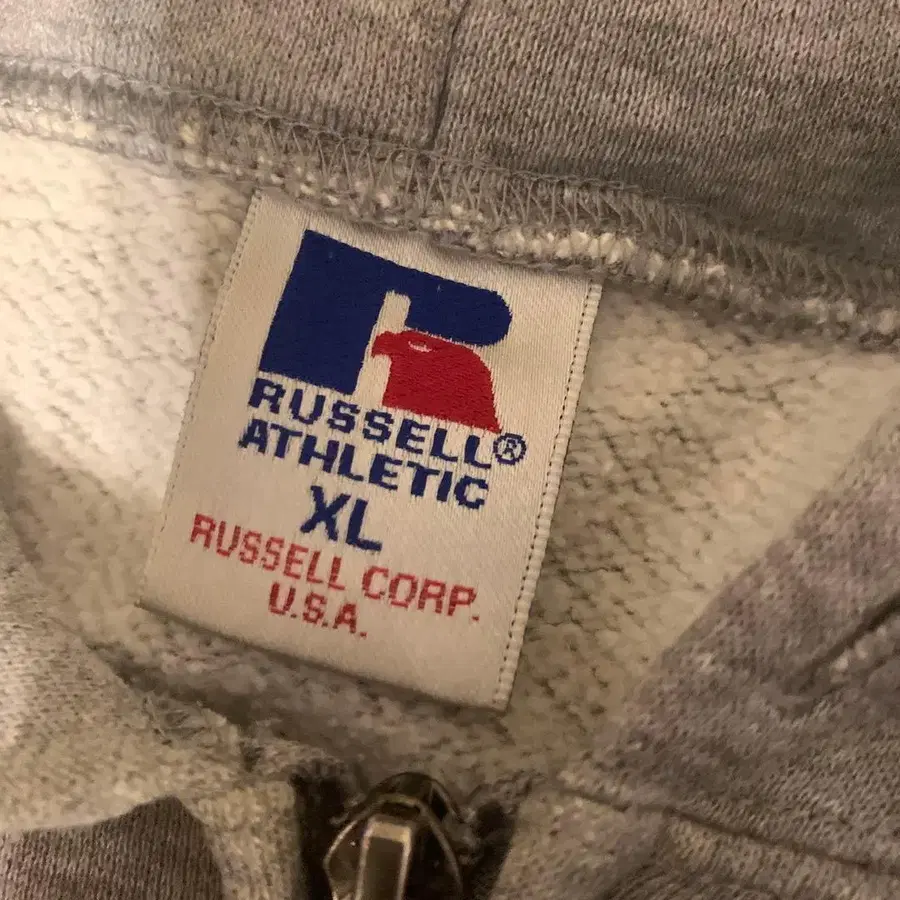 RUSSELL®
ATHLETIC
XL
RUSSELL CORP.
U.S.A.